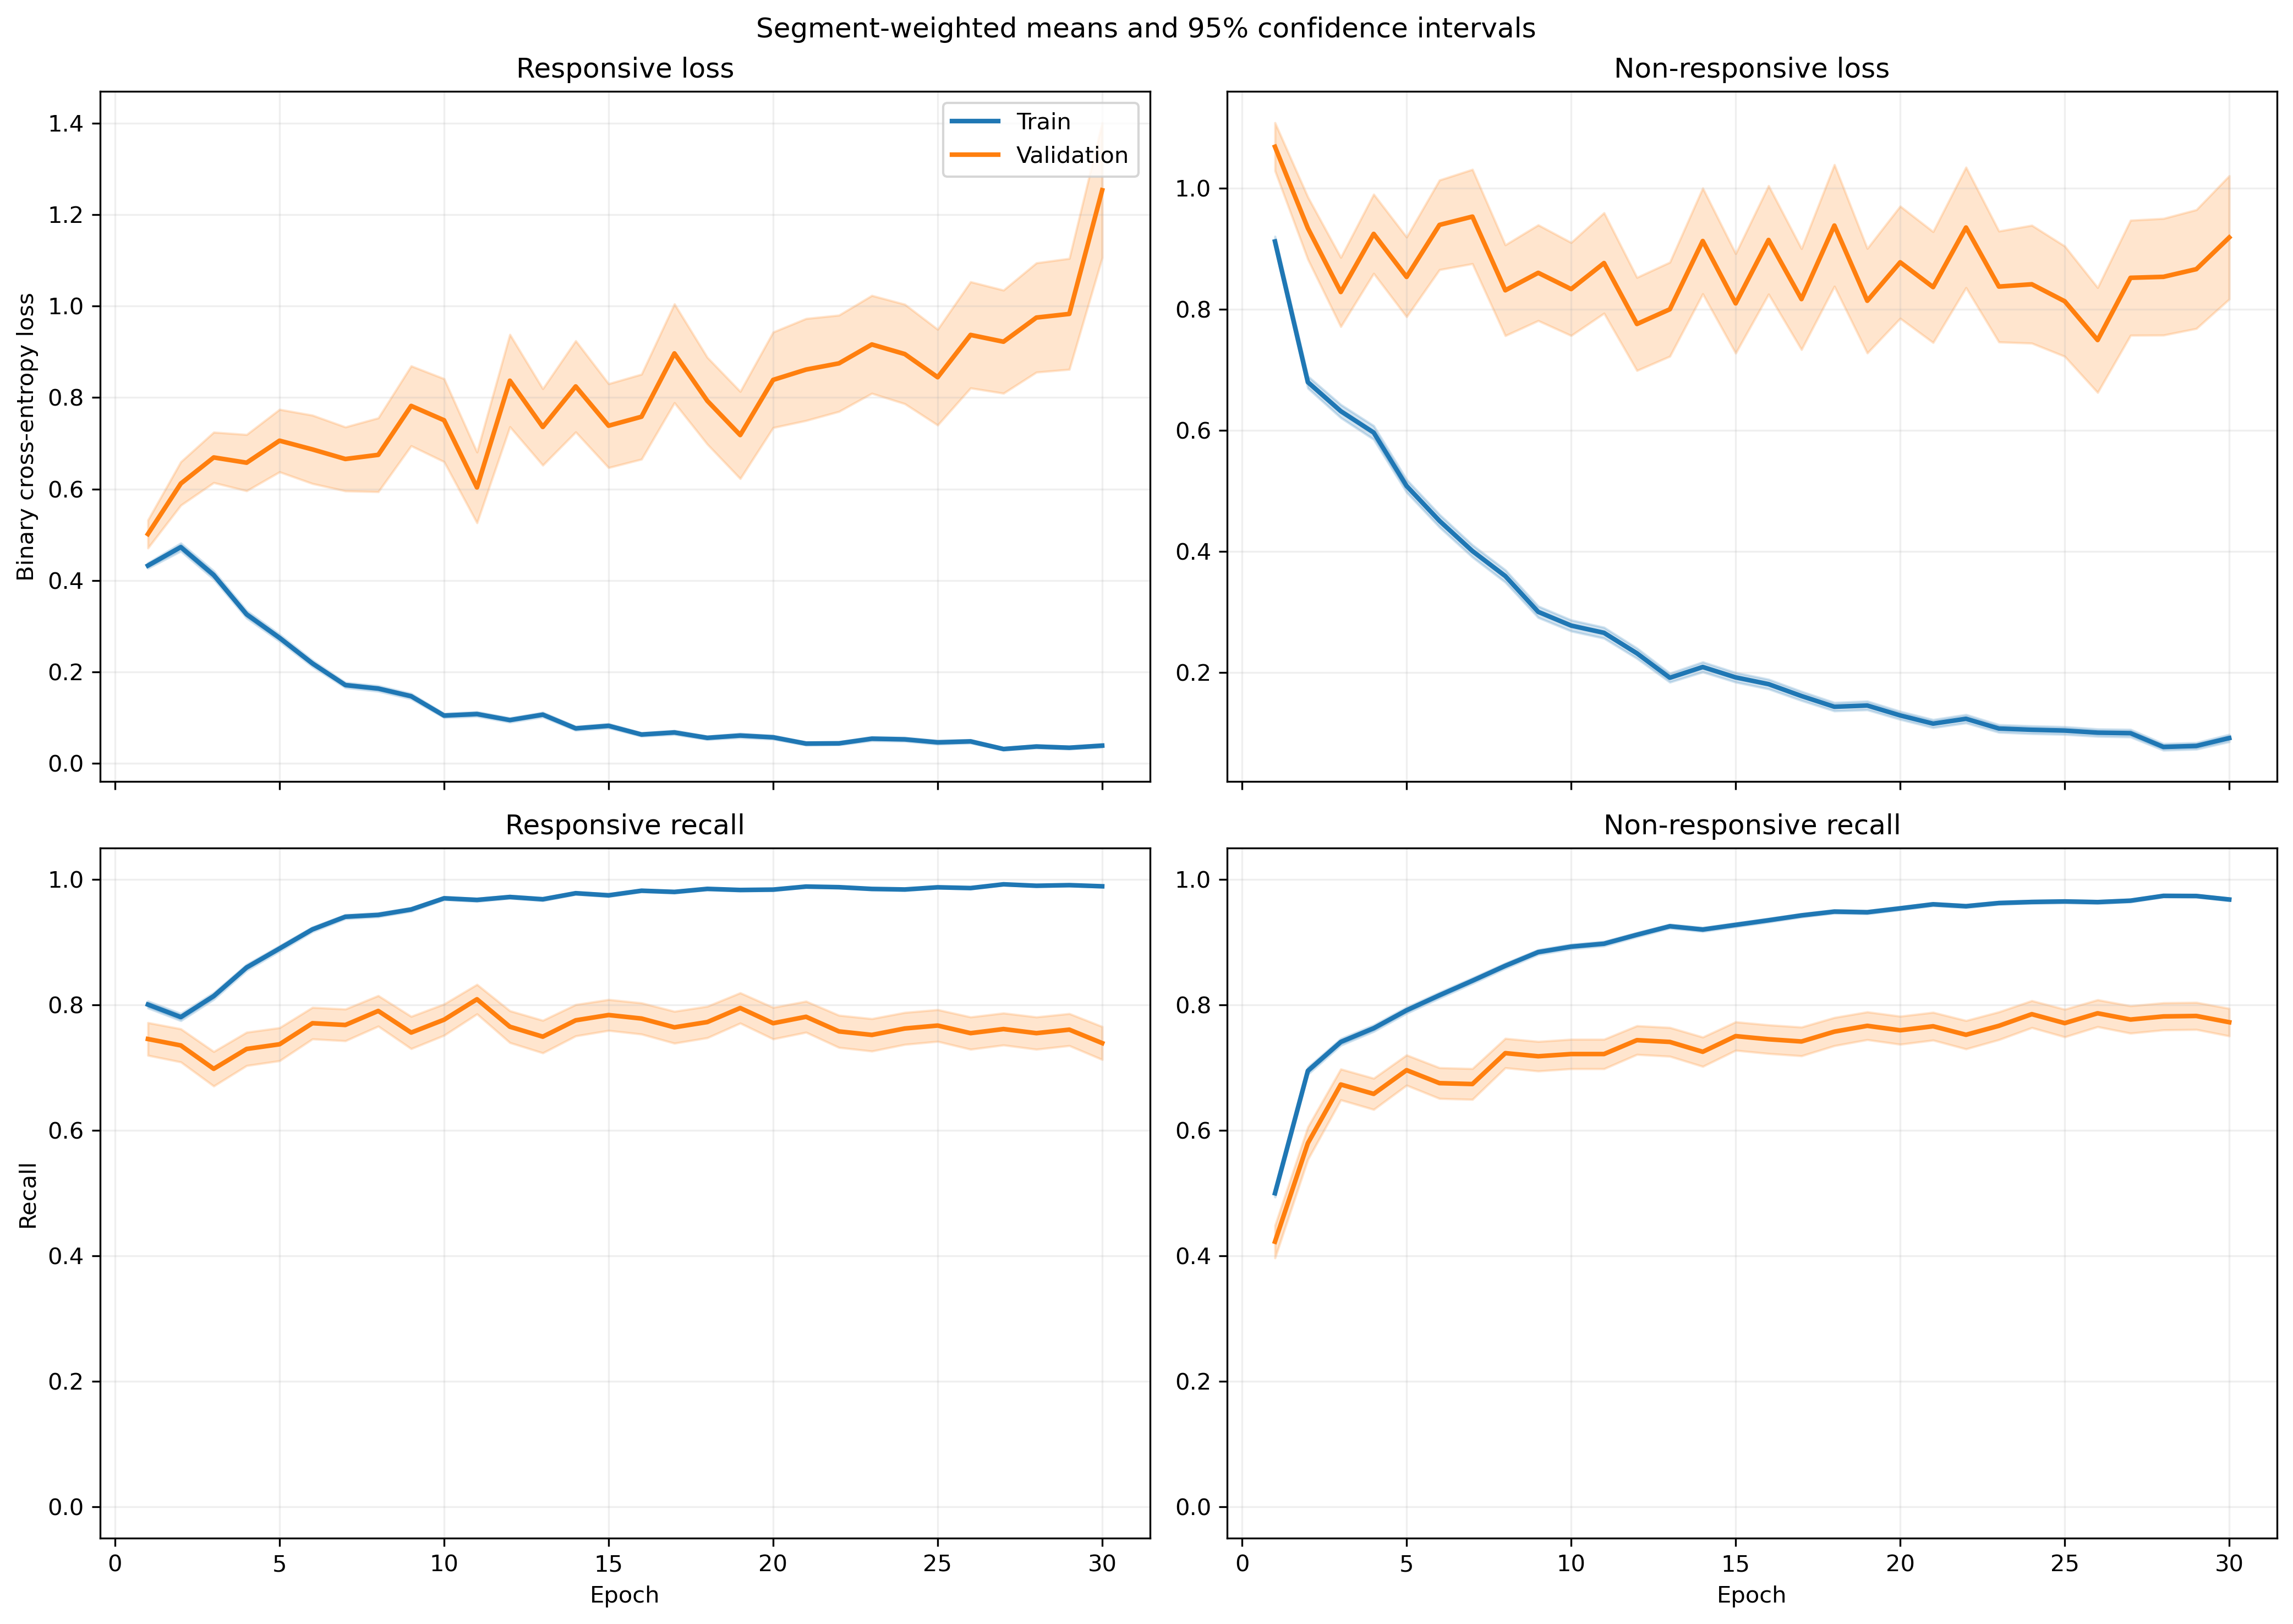 Segment-weighted means and 95% confidence intervals
Responsive loss
Non-responsive loss
Binary cross-entropy loss
1.4
1.2
1.0
0.8
0.6
0.4
0.2
0.0
Train
Validation
1.0
0.8
0.6
0.4
0.2
Responsive recall
Non-responsive recall
Recall
1.0
0.8
0.6
0.4
0.2
0.0
0 5 10 15 20 25 30
Epoch
1.0
0.8
0.6
0.4
0.2
0.0
0 5 10 15 20 25 30
Epoch